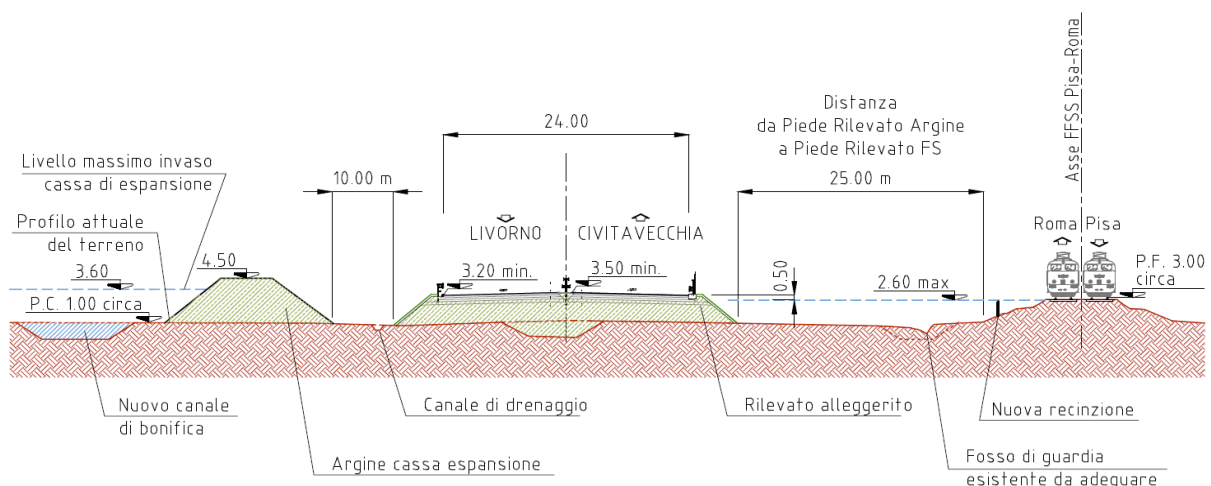 Distanza
da Piede Rilevato Argine
a Piede Rilevato FS
Asse FFSS Pisa-Roma
24.00
Livello massimo invaso
cassa di espansione
10.00 m
25.00 m
Profilo attuale
del terreno
LIVORNO
CIVITAVECCHIA
Roma
Pisa
3.60
4.50
3.20 min.
3.50 min.
0.50
2.60 max
P.F. 3.00
circa
P.C. 1.00 circa
Nuovo canale
di bonifica
Canale di drenaggio
Rilevato alleggerito
Nuova recinzione
Argine cassa espansione
Fosso di guardia
esistente da adeguare